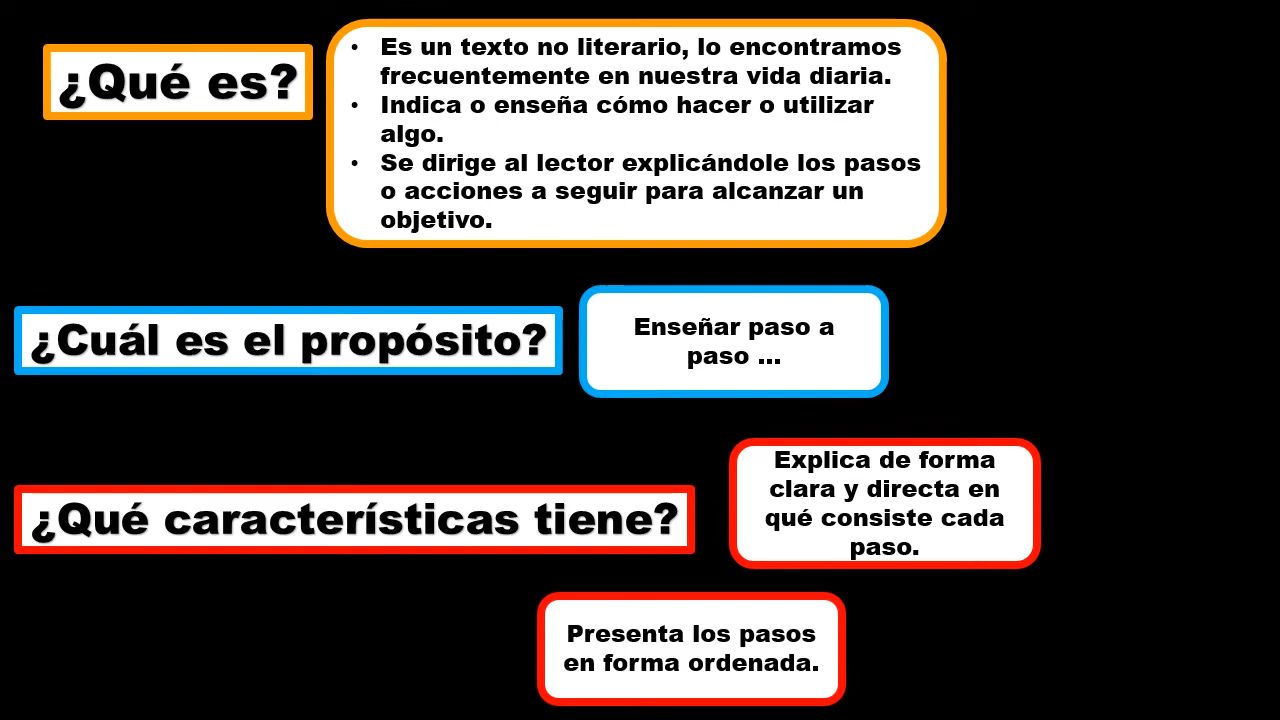 ¿Qué es?
• Es un texto no literario, lo encontramos
frecuentemente en nuestra vida diaria.
• Indica o enseña cómo hacer o utilizar
algo.
• Se dirige al lector explicándole los pasos
o acciones a seguir para alcanzar un
objetivo.
¿Cuál es el propósito?
Enseñar paso a
paso ...
¿Qué características tiene?
Explica de forma
clara y directa en
qué consiste cada
paso.
Presenta los pasos
en forma ordenada.